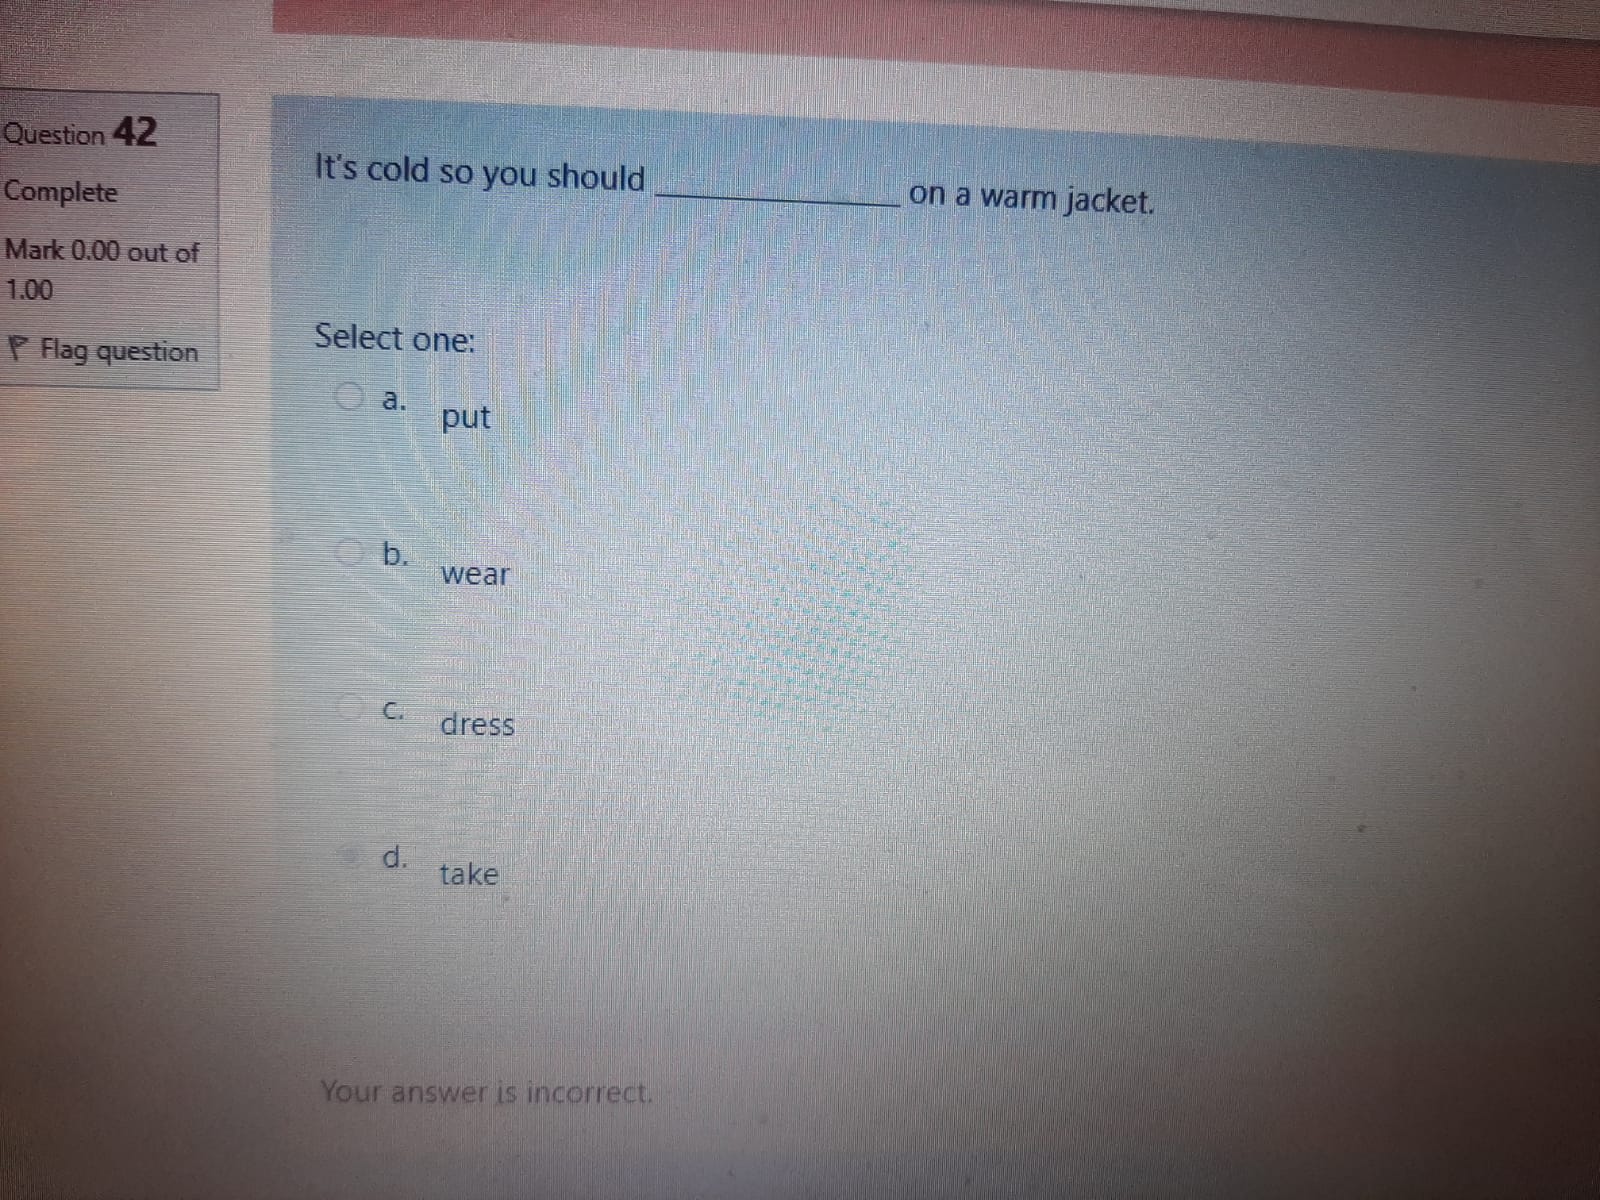 Question 42
Complete
Mark 0.00 out of
1.00
Flag question
It's cold so you should ____________ on a warm jacket.
Select one:
a. put
b. wear
c. dress
d. take
Your answer is incorrect.